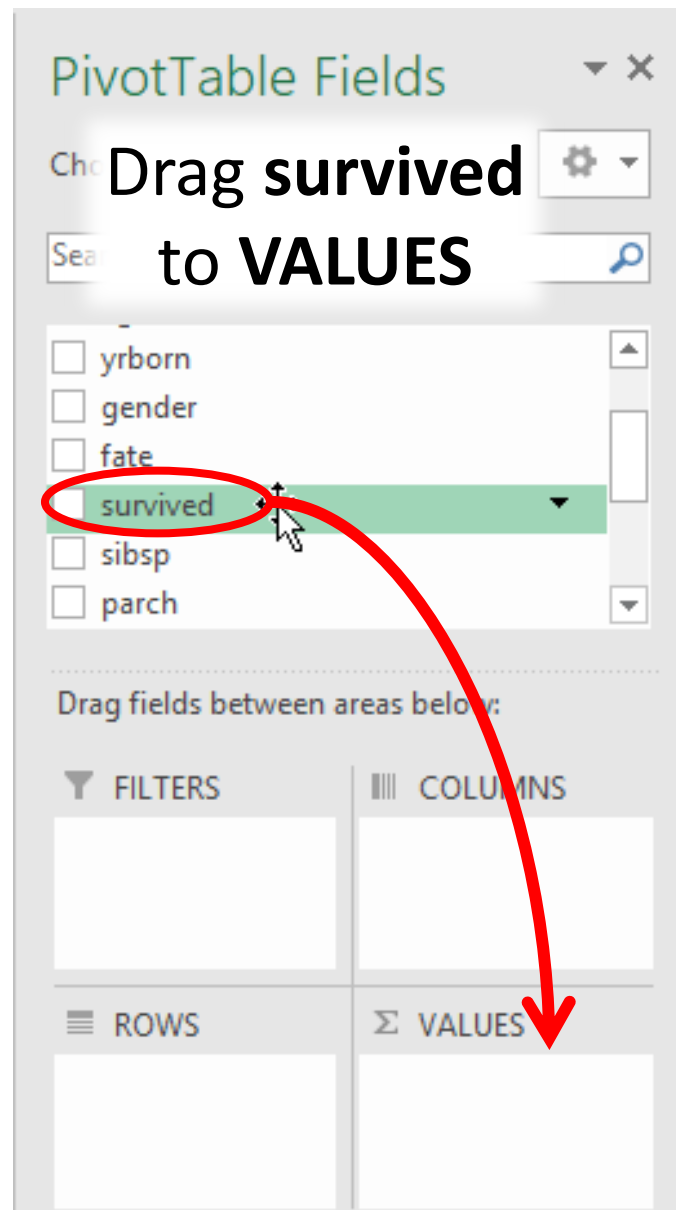 PivotTable Fields
Drag survived
to VALUES
yrborn
gender
fate
survived
sibsp
parch
Drag fields between areas below:
FILTERS
COLUMNS
ROWS
Σ VALUES